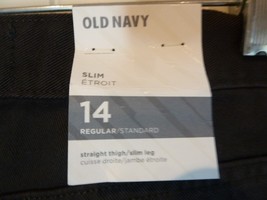 OLD NAVY
SLIM
ÉTROIT
14
REGULAR/STANDARD
straight thigh/slim leg
cuisse droite/jambe étroite